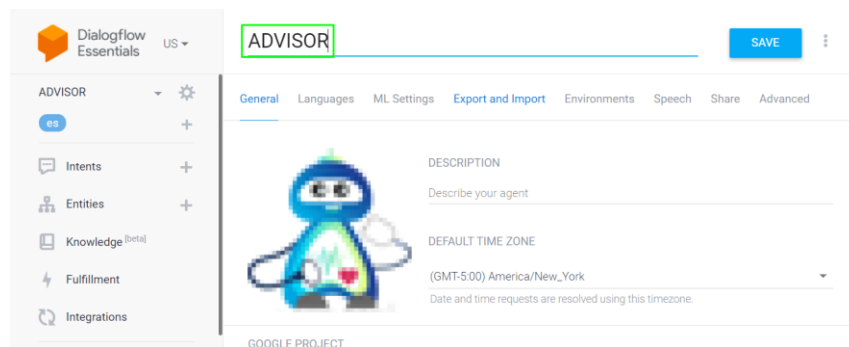 Dialogflow
Essentials
US
ADVISOR
SAVE
ADVISOR
es
General Languages ML Settings Export and Import Environments Speech Share Advanced
Intents
Entities
Knowledge [beta]
Fulfillment
Integrations
DESCRIPTION
Describe your agent
DEFAULT TIME ZONE
(GMT-5:00) America/New_York
Date and time requests are resolved using this timezone.
GOOGLE PROJECT